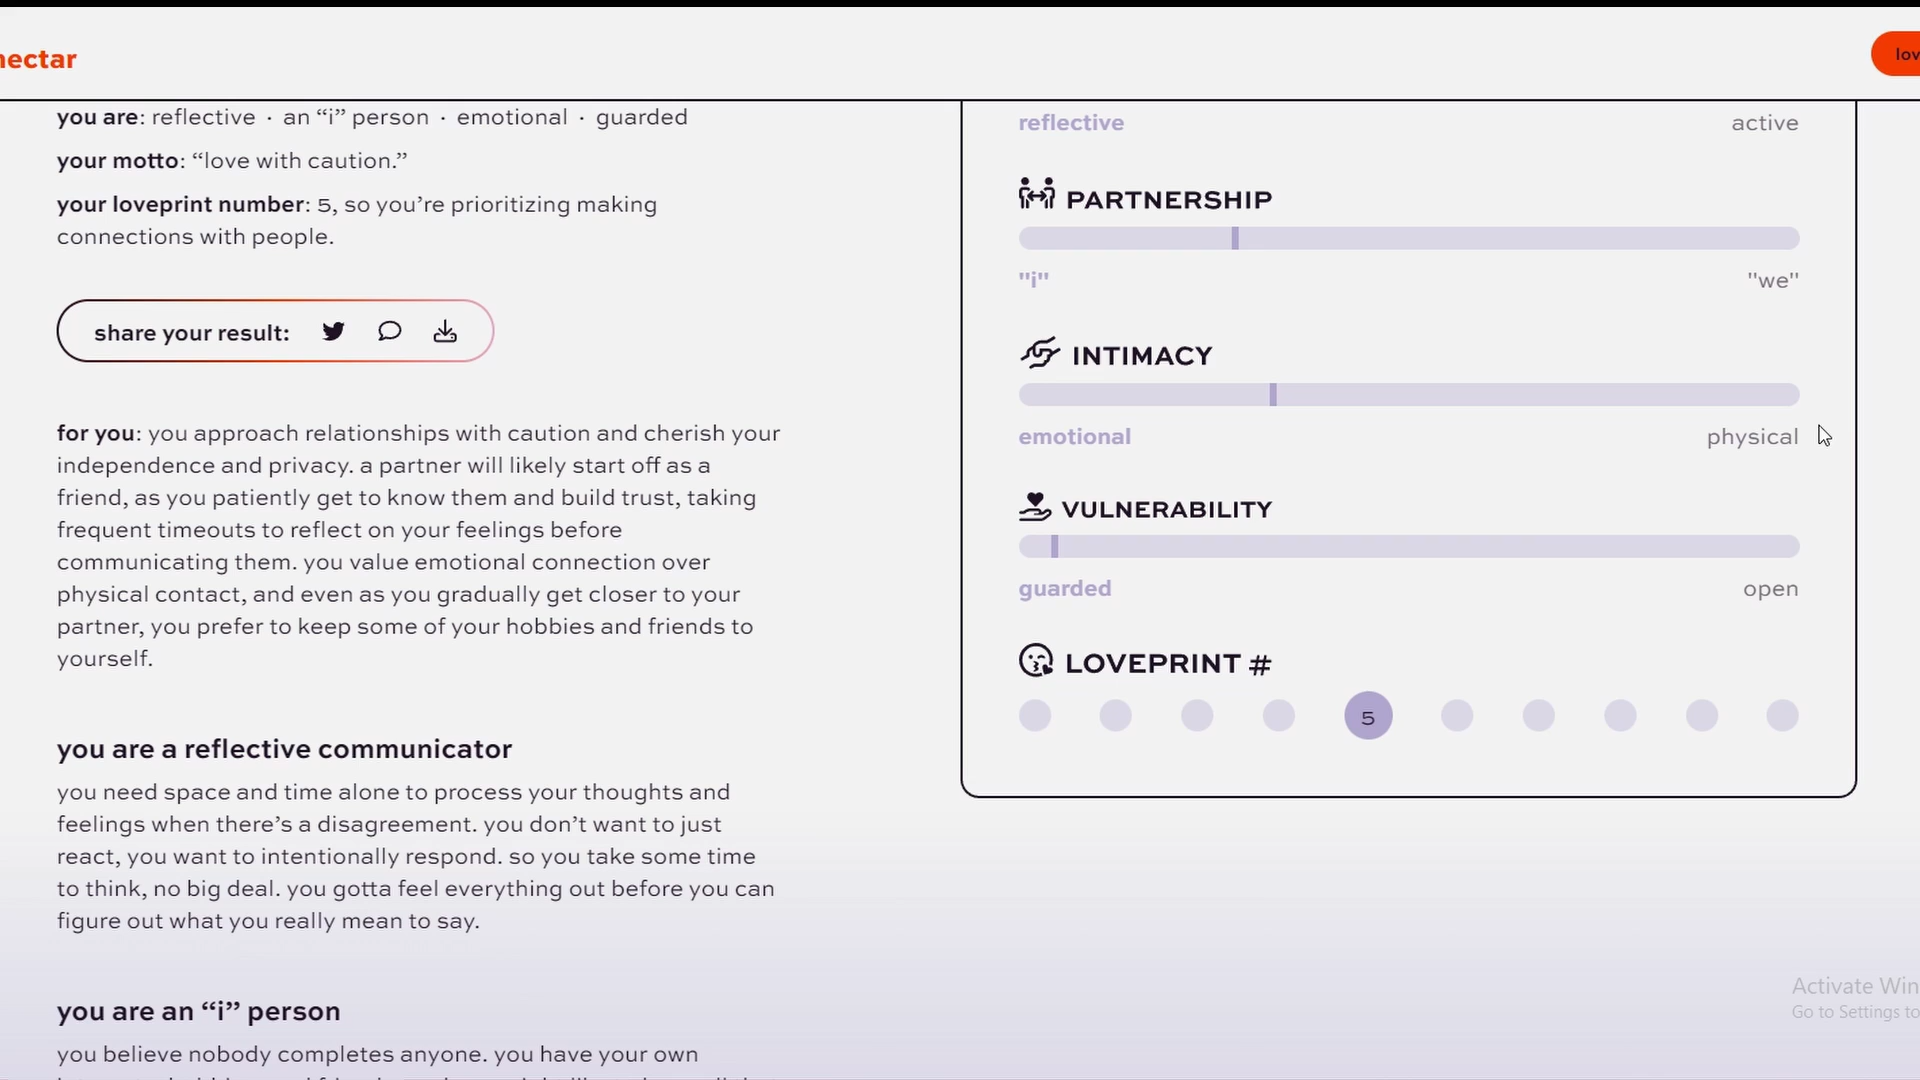 nectar
lov
you are: reflective · an “i” person · emotional · guarded
your motto: “love with caution.”
your loveprint number: 5, so you’re prioritizing making
connections with people.
share your result:
for you: you approach relationships with caution and cherish your
independence and privacy. a partner will likely start off as a
friend, as you patiently get to know them and build trust, taking
frequent timeouts to reflect on your feelings before
communicating them. you value emotional connection over
physical contact, and even as you gradually get closer to your
partner, you prefer to keep some of your hobbies and friends to
yourself.
you are a reflective communicator
you need space and time alone to process your thoughts and
feelings when there’s a disagreement. you don’t want to just
react, you want to intentionally respond. so you take some time
to think, no big deal. you gotta feel everything out before you can
figure out what you really mean to say.
you are an “i” person
you believe nobody completes anyone. you have your own
reflective active
PARTNERSHIP
"i" "we"
INTIMACY
emotional physical
VULNERABILITY
guarded open
LOVEPRINT #
5
Activate Win
Go to Settings to